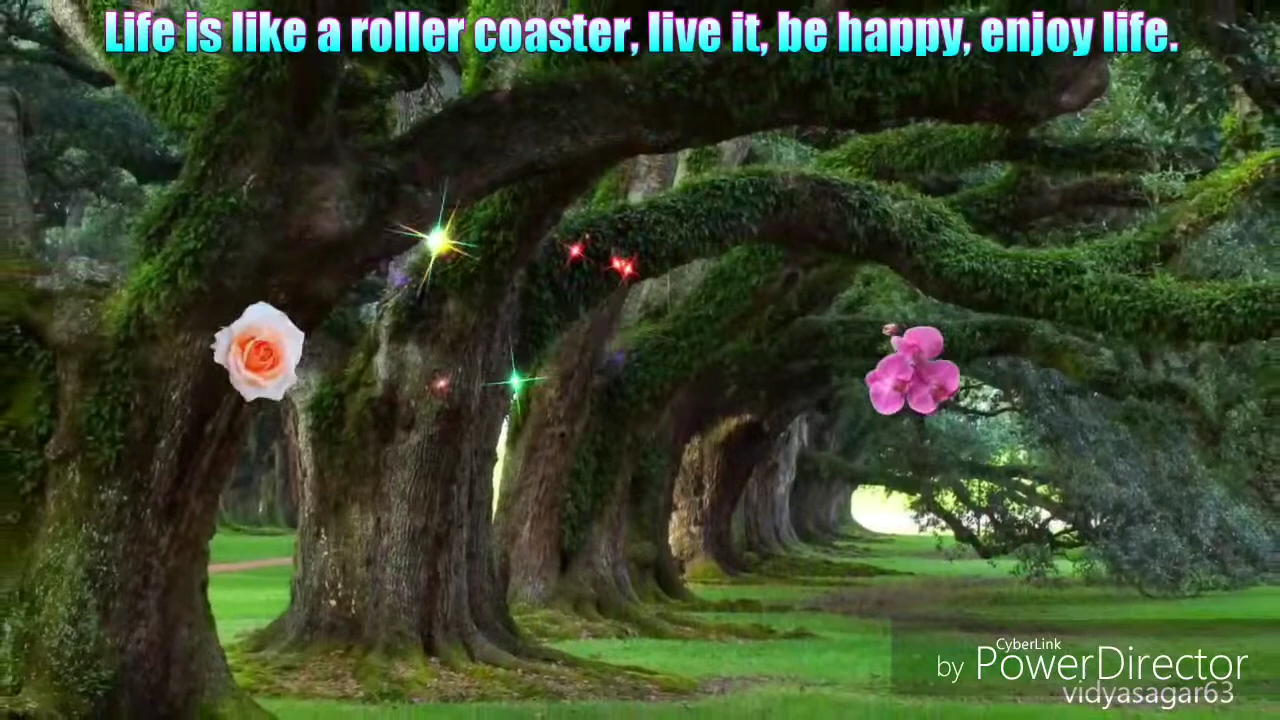 Life is like a roller coaster, live it, be happy, enjoy life.
CyberLink
by PowerDirector
vidyasagar63